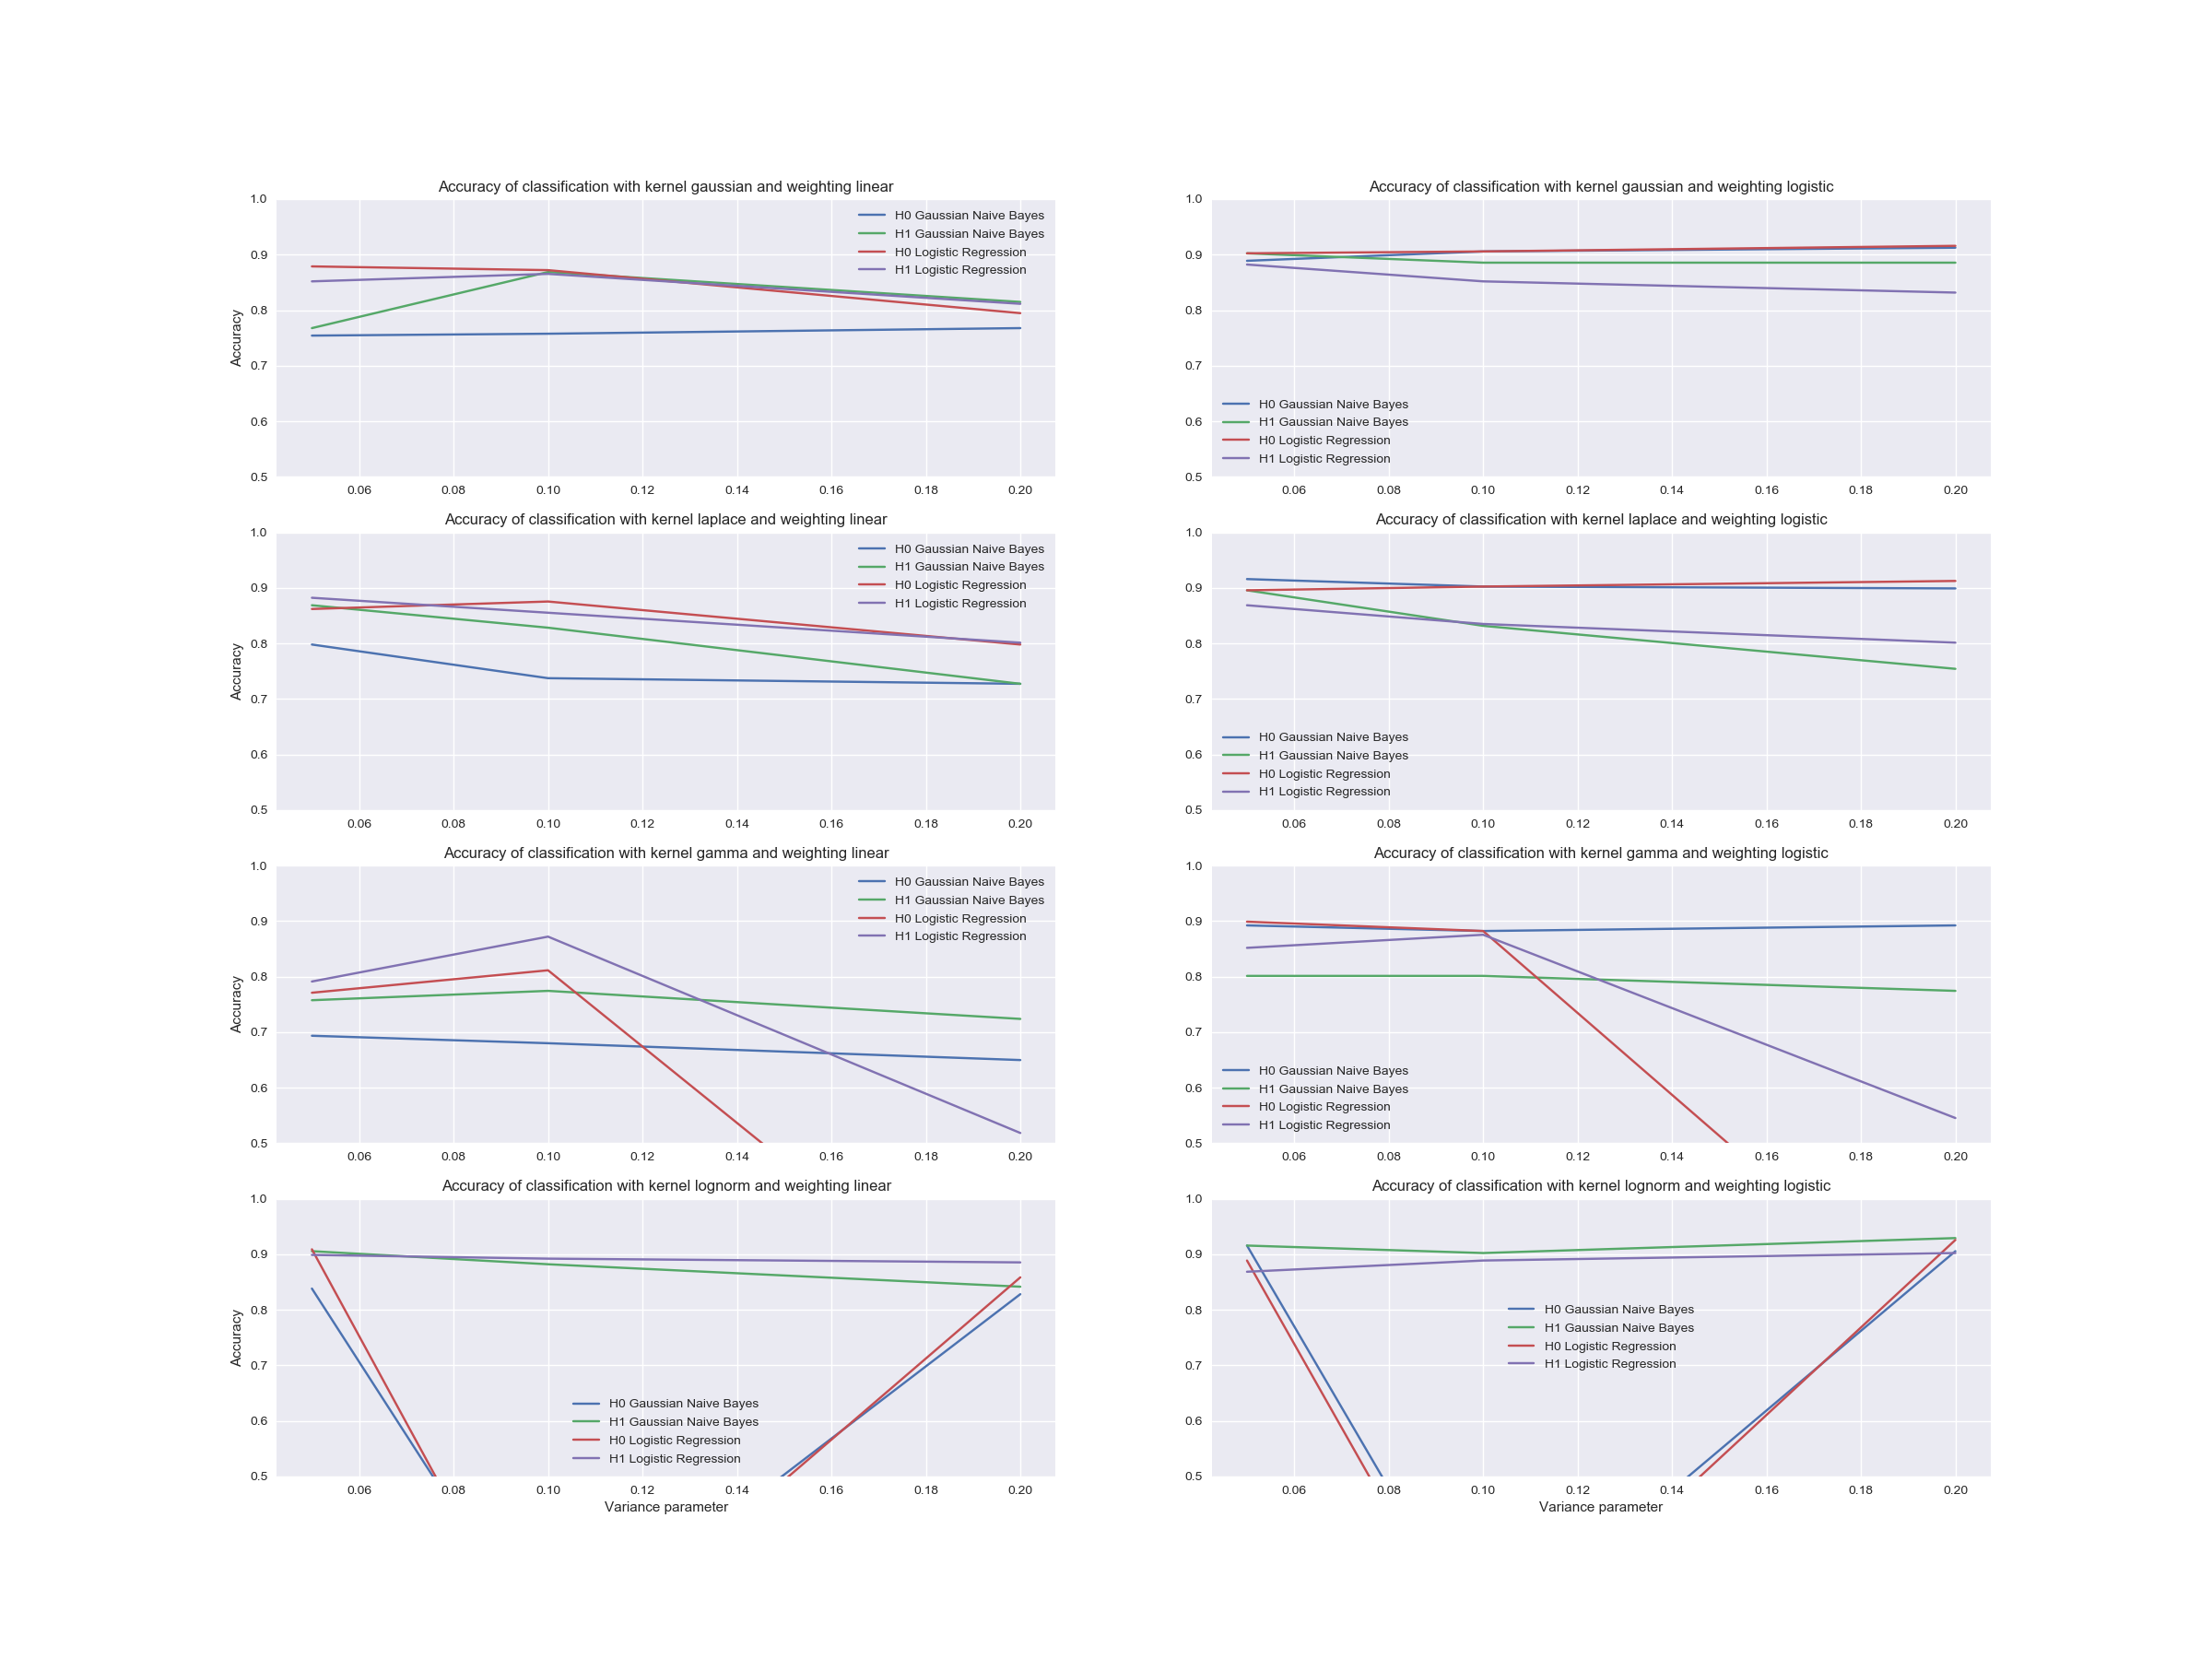 Accuracy of classification with kernel gaussian and weighting linear
1.0
0.9
0.8
0.7
0.6
0.5
Accuracy
H0 Gaussian Naive Bayes
H1 Gaussian Naive Bayes
H0 Logistic Regression
H1 Logistic Regression
0.06 0.08 0.10 0.12 0.14 0.16 0.18 0.20
Accuracy of classification with kernel gaussian and weighting logistic
1.0
0.9
0.8
0.7
0.6
0.5
H0 Gaussian Naive Bayes
H1 Gaussian Naive Bayes
H0 Logistic Regression
H1 Logistic Regression
0.06 0.08 0.10 0.12 0.14 0.16 0.18 0.20
Accuracy of classification with kernel laplace and weighting linear
1.0
0.9
0.8
0.7
0.6
0.5
Accuracy
H0 Gaussian Naive Bayes
H1 Gaussian Naive Bayes
H0 Logistic Regression
H1 Logistic Regression
0.06 0.08 0.10 0.12 0.14 0.16 0.18 0.20
Accuracy of classification with kernel laplace and weighting logistic
1.0
0.9
0.8
0.7
0.6
0.5
H0 Gaussian Naive Bayes
H1 Gaussian Naive Bayes
H0 Logistic Regression
H1 Logistic Regression
0.06 0.08 0.10 0.12 0.14 0.16 0.18 0.20
Accuracy of classification with kernel gamma and weighting linear
1.0
0.9
0.8
0.7
0.6
0.5
Accuracy
H0 Gaussian Naive Bayes
H1 Gaussian Naive Bayes
H0 Logistic Regression
H1 Logistic Regression
0.06 0.08 0.10 0.12 0.14 0.16 0.18 0.20
Accuracy of classification with kernel gamma and weighting logistic
1.0
0.9
0.8
0.7
0.6
0.5
H0 Gaussian Naive Bayes
H1 Gaussian Naive Bayes
H0 Logistic Regression
H1 Logistic Regression
0.06 0.08 0.10 0.12 0.14 0.16 0.18 0.20
Accuracy of classification with kernel lognorm and weighting linear
1.0
0.9
0.8
0.7
0.6
0.5
Accuracy
H0 Gaussian Naive Bayes
H1 Gaussian Naive Bayes
H0 Logistic Regression
H1 Logistic Regression
0.06 0.08 0.10 0.12 0.14 0.16 0.18 0.20
Variance parameter
Accuracy of classification with kernel lognorm and weighting logistic
1.0
0.9
0.8
0.7
0.6
0.5
H0 Gaussian Naive Bayes
H1 Gaussian Naive Bayes
H0 Logistic Regression
H1 Logistic Regression
0.06 0.08 0.10 0.12 0.14 0.16 0.18 0.20
Variance parameter